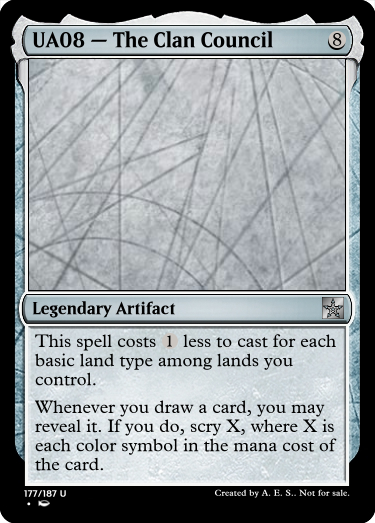 UA08 — The Clan Council 8
Legendary Artifact
This spell costs 1 less to cast for each
basic land type among lands you
control.
Whenever you draw a card, you may
reveal it. If you do, scry X, where X is
each color symbol in the mana cost of
the card.
177/187 U
Created by A. E. S.. Not for sale.